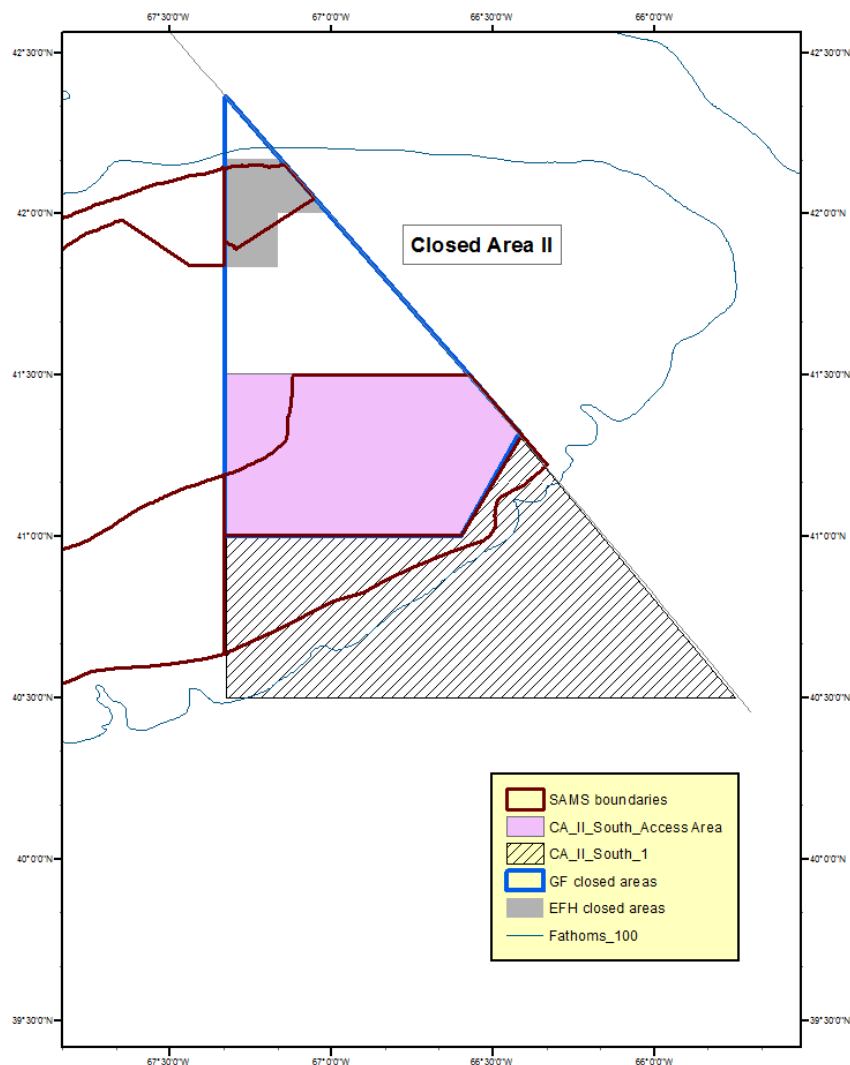 67°30'0"W 67°0'0"W 66°30'0"W 66°0'0"W
42°30'0"N 42°30'0"N
42°0'0"N 42°0'0"N
Closed Area II
41°30'0"N 41°30'0"N
41°0'0"N 41°0'0"N
40°30'0"N 40°30'0"N
SAMS boundaries
CA_II_South_Access Area
CA_II_South_1
40°0'0"N 40°0'0"N
GF closed areas
EFH closed areas
Fathoms_100
39°30'0"N 39°30'0"N
67°30'0"W 67°0'0"W 66°30'0"W 66°0'0"W